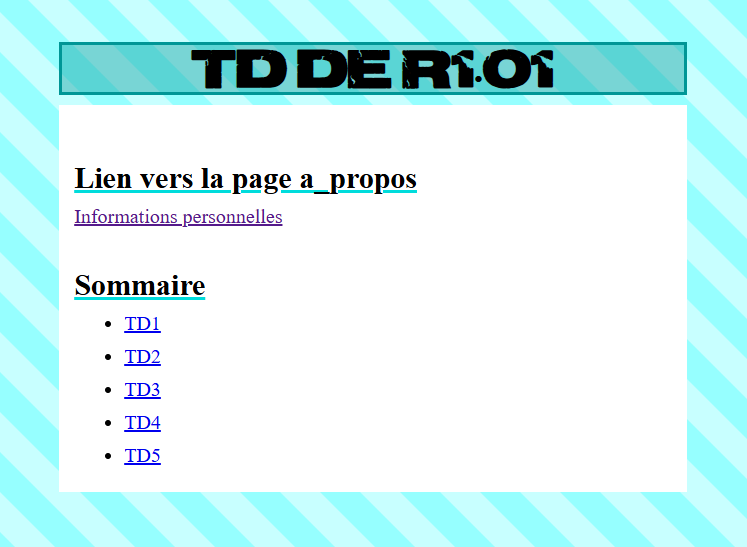 TD DE R1.01
Lien vers la page a_propos
Informations personnelles
Sommaire
TD1
TD2
TD3
TD4
TD5